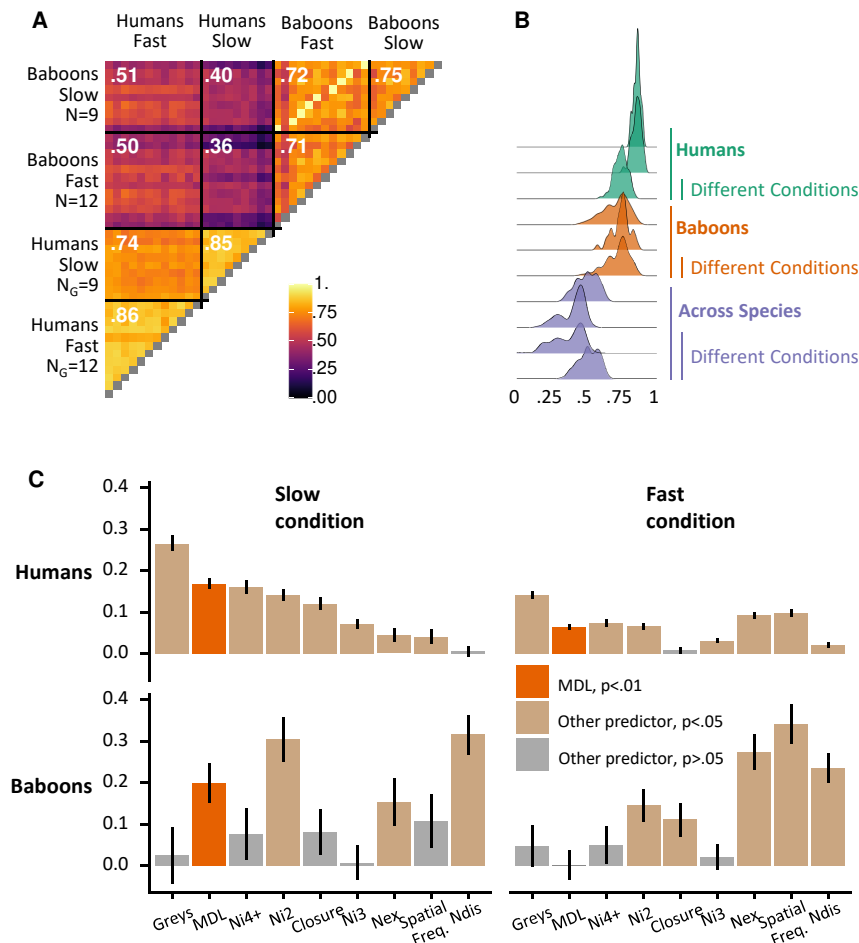 A
Humans Fast
Humans Slow
Baboons Fast
Baboons Slow
Baboons
Slow
N=9
.51 .40 .72 .75
Baboons
Fast
N=12
.50 .36 .71
Humans
Slow
NG=9
.74 .85
Humans
Fast
NG=12
.86
1.
.75
.50
.25
.00
B
Humans
Different Conditions
Baboons
Different Conditions
Across Species
Different Conditions
0 .25 .5 .75 1
C
Slow
condition
Fast
condition
Humans
0.4
0.3
0.2
0.1
0.0
Baboons
0.4
0.3
0.2
0.1
0.0
MDL, p<.01
Other predictor, p<.05
Other predictor, p>.05
Greys MDL Ni4+ Ni2 Closure Ni3 Nex Spatial Freq. Ndis
Greys MDL Ni4+ Ni2 Closure Ni3 Nex Spatial Freq. Ndis